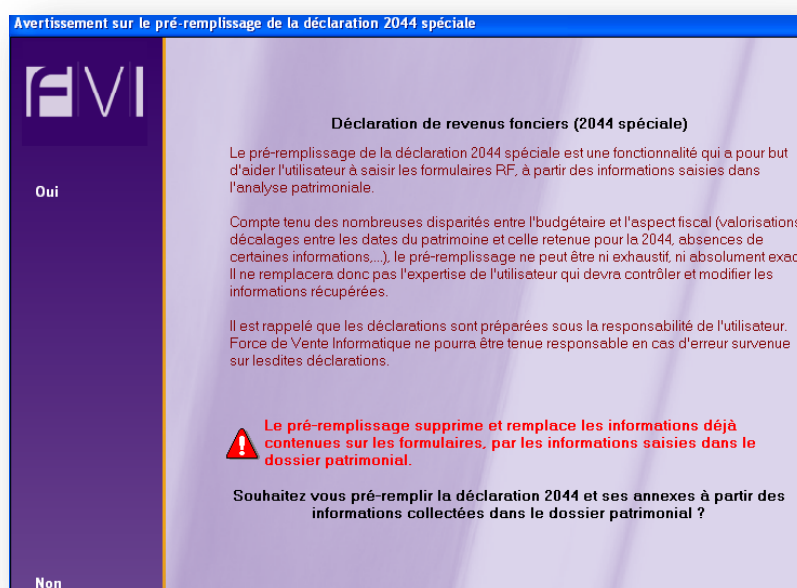 Avertissement sur le pré-remplissage de la déclaration 2044 spéciale
FVI
Oui
Déclaration de revenus fonciers (2044 spéciale)
Le pré-remplissage de la déclaration 2044 spéciale est une fonctionnalité qui a pour but
d'aider l'utilisateur à saisir les formulaires RF, à partir des informations saisies dans
l'analyse patrimoniale.
Compte tenu des nombreuses disparités entre l'budgétaire et l'aspect fiscal (valorisations
décalages entre les dates du patrimoine et celle retenue pour la 2044, absences de
certaines informations,...), le pré-remplissage ne peut être ni exhaustif, ni absolument exac
Il ne remplacera donc pas l'expertise de l'utilisateur qui devra contrôler et modifier les
informations récupérées.
Il est rappelé que les déclarations sont préparées sous la responsabilité de l'utilisateur.
Force de Vente Informatique ne pourra être tenue responsable en cas d'erreur survenue
sur lesdites déclarations.
Le pré-remplissage supprime et remplace les informations déjà
contenues sur les formulaires, par les informations saisies dans le
dossier patrimonial.
Souhaitez vous pré-remplir la déclaration 2044 et ses annexes à partir des
informations collectées dans le dossier patrimonial ?
Non